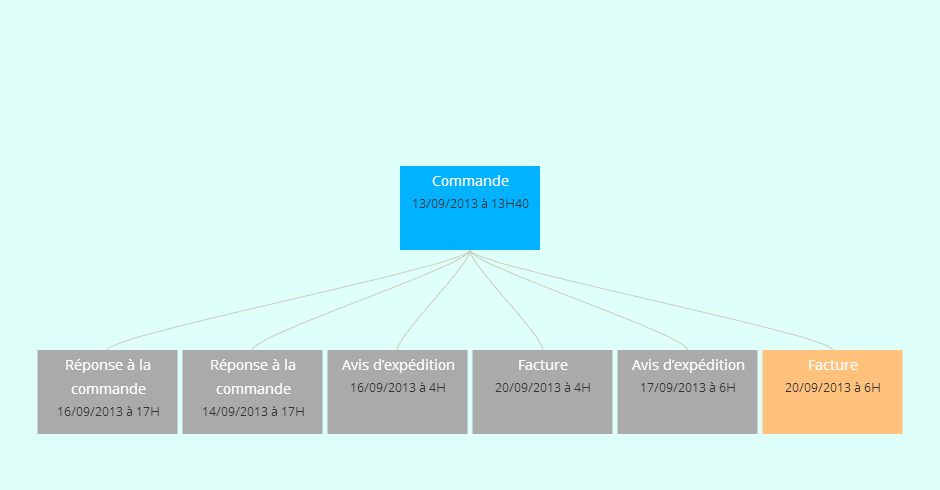 Commande
13/09/2013 à 13H40
Réponse à la
commande
16/09/2013 à 17H
Réponse à la
commande
14/09/2013 à 17H
Avis d’expédition
16/09/2013 à 4H
Facture
20/09/2013 à 4H
Avis d’expédition
17/09/2013 à 6H
Facture
20/09/2013 à 6H